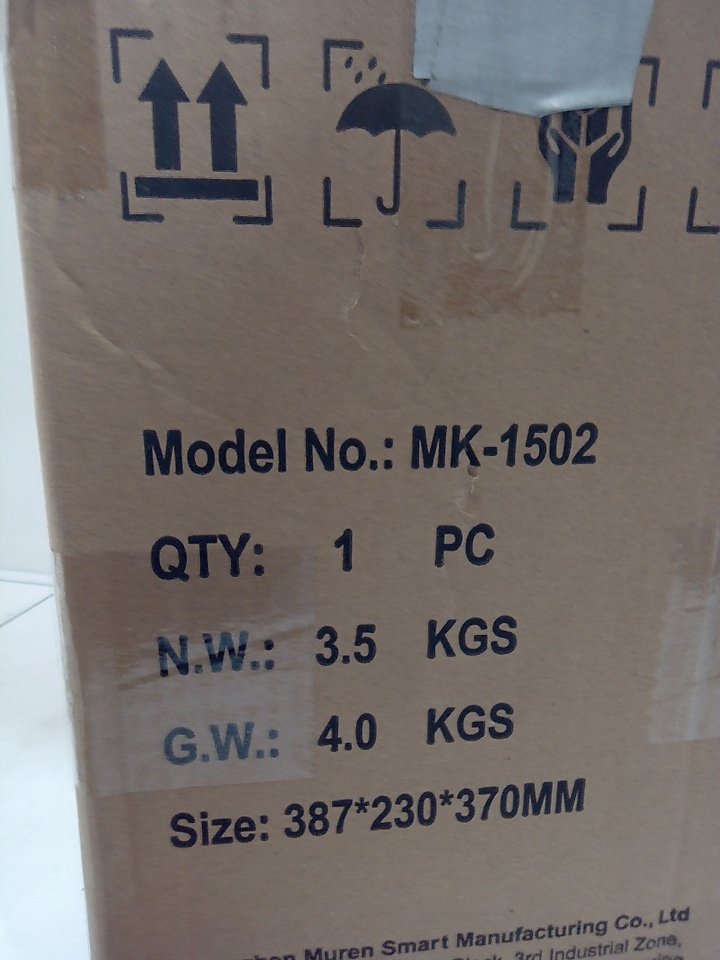 Model No.: MK-1502
QTY: 1 PC
N.W.: 3.5 KGS
G.W.: 4.0 KGS
Size: 387*230*370MM
Muren Smart Manufacturing Co., Ltd
3rd Industrial Zone,